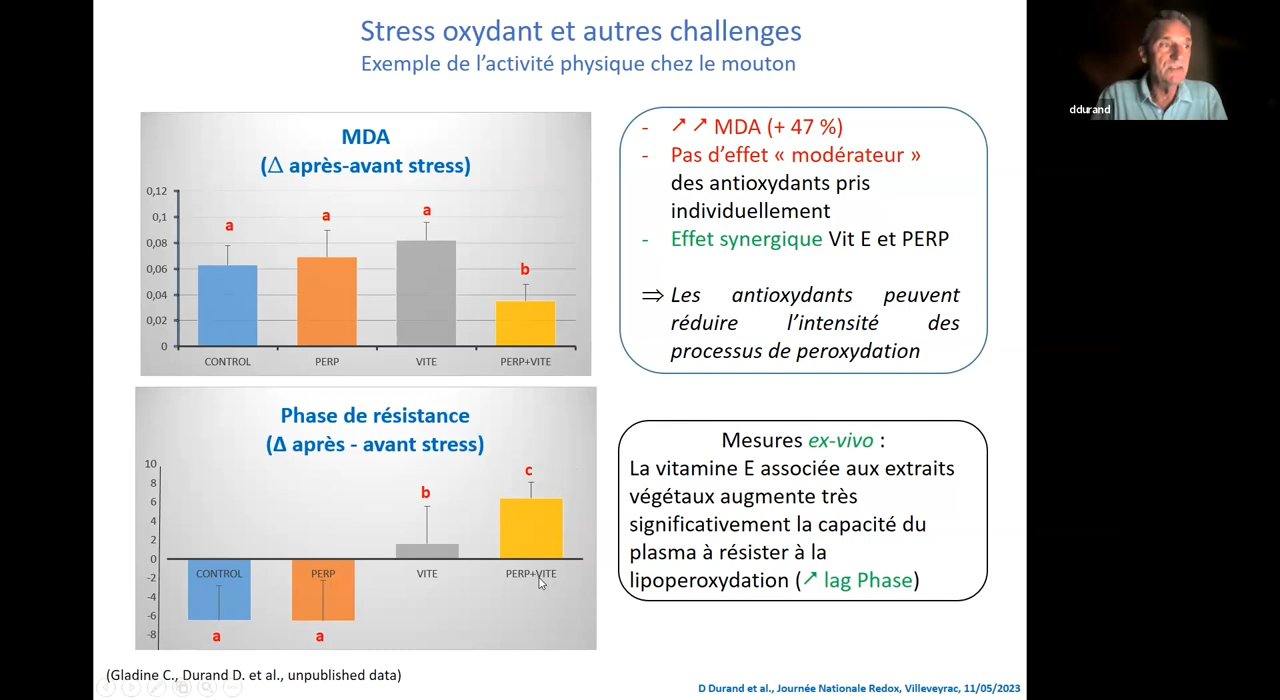 Stress oxydant et autres challenges
Exemple de l'activité physique chez le mouton
ddurand
MDA
(Δ après-avant stress)
0,12
0,1
0,08
0,06
0,04
0,02
0
a
a
a
b
CONTROL
PERP
VITE
PERP+VITE
- ↗ ↗ MDA (+ 47 %)
- Pas d'effet « modérateur »
des antioxydants pris
individuellement
- Effet synergique Vit E et PERP
⇒ Les antioxydants peuvent
réduire l'intensité des
processus de peroxydation
Phase de résistance
(Δ après - avant stress)
10
8
6
4
2
0
-2
-4
-6
-8
CONTROL
PERP
VITE
PERP+VITE
a
a
b
c
Mesures ex-vivo :
La vitamine E associée aux extraits
végétaux augmente très
significativement la capacité du
plasma à résister à la
lipoperoxydation (↗ lag Phase)
(Gladine C., Durand D. et al., unpublished data)
D Durand et al., Journée Nationale Redox, Villeveyrac, 11/05/2023